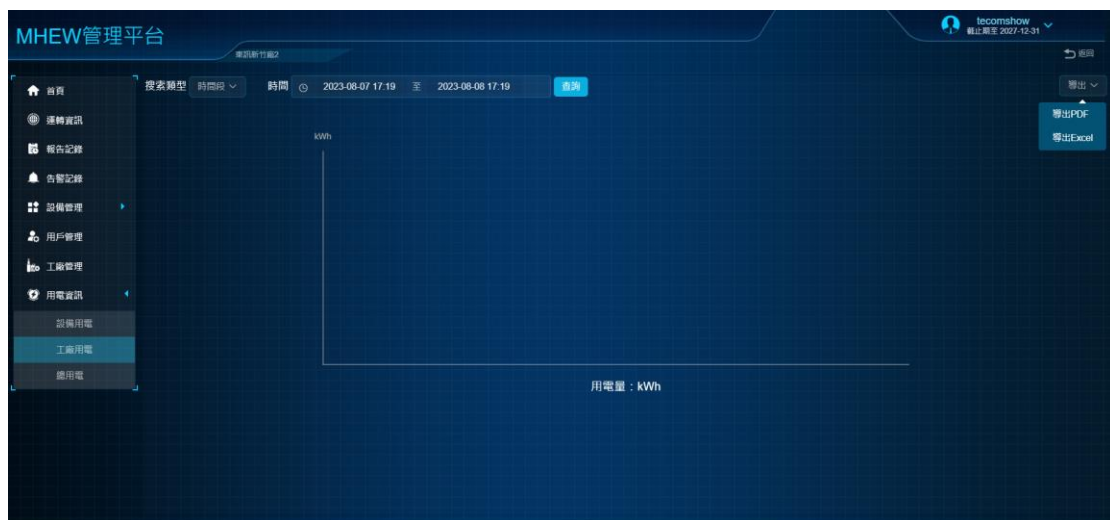 MHEW管理平台
東訊新竹廠2
tecomshow
截止期至 2027-12-31
返回
首頁
運轉資訊
報告記錄
告警記錄
設備管理
用戶管理
工廠管理
用電資訊
設備用電
工廠用電
總用電
搜索類型 時間段 時間 2023-08-07 17:19 至 2023-08-08 17:19 查詢
導出
導出PDF
導出Excel
kWh
用電量：kWh